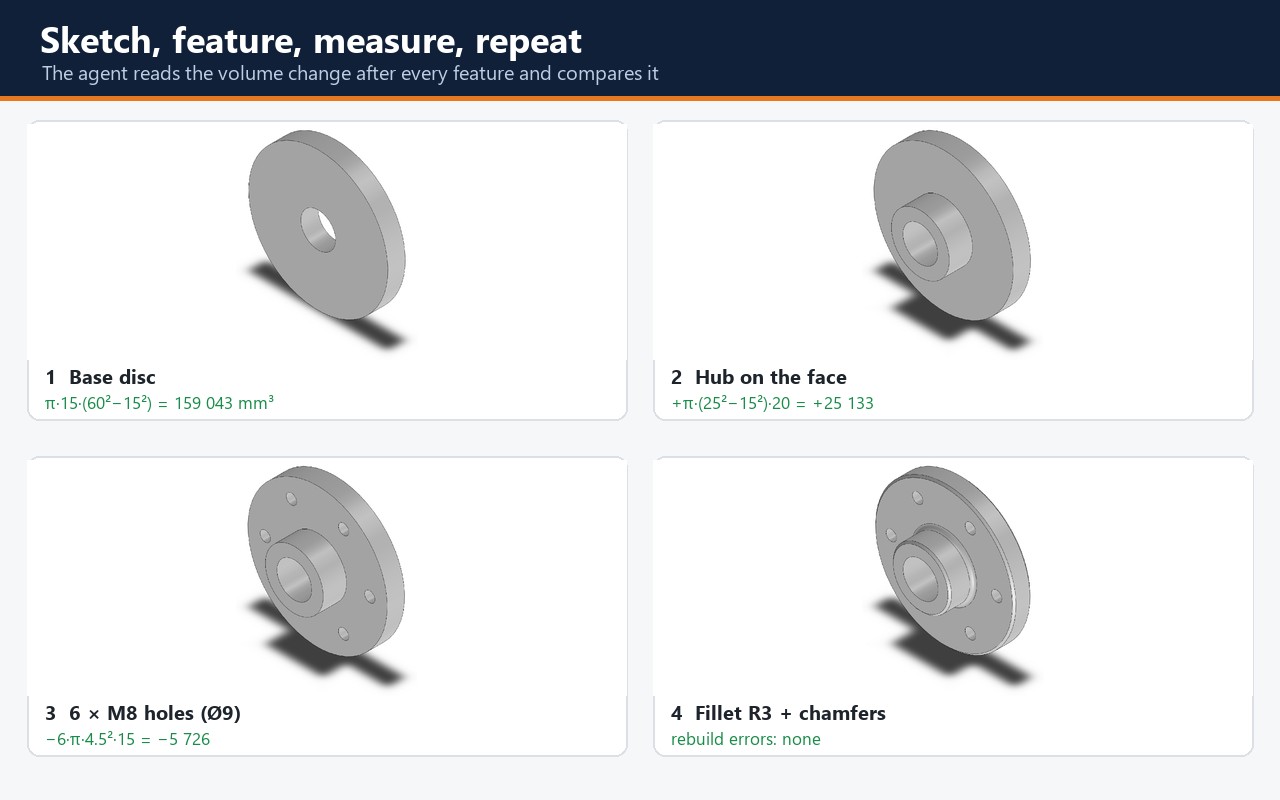 Sketch, feature, measure, repeat
The agent reads the volume change after every feature and compares it
1 Base disc
π·15·(60²−15²) = 159 043 mm³
2 Hub on the face
+π·(25²−15²)·20 = +25 133
3 6 × M8 holes (Ø9)
−6·π·4.5²·15 = −5 726
4 Fillet R3 + chamfers
rebuild errors: none